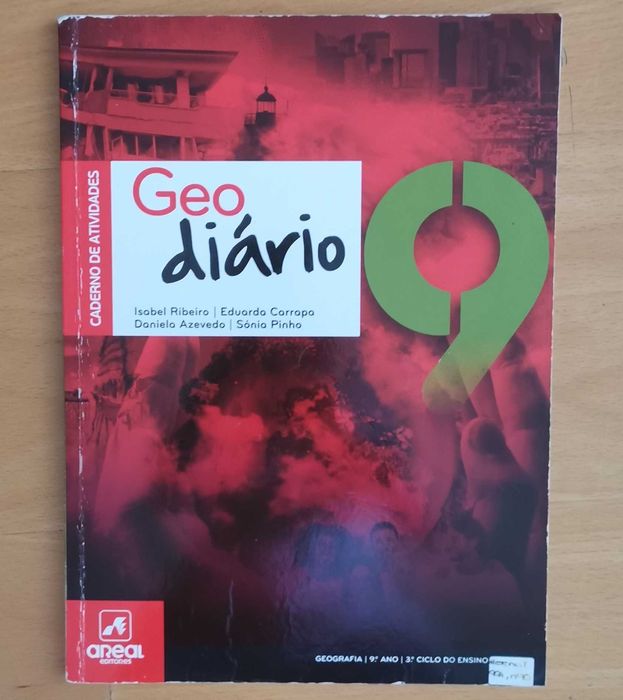 CADERNO DE ATIVIDADES
Geo
diário
9
Isabel Ribeiro | Eduarda Carrapa
Daniela Azevedo | Sónia Pinho
areal
EDITORES
GEOGRAFIA | 9.º ANO | 3.º CICLO DO ENSINO